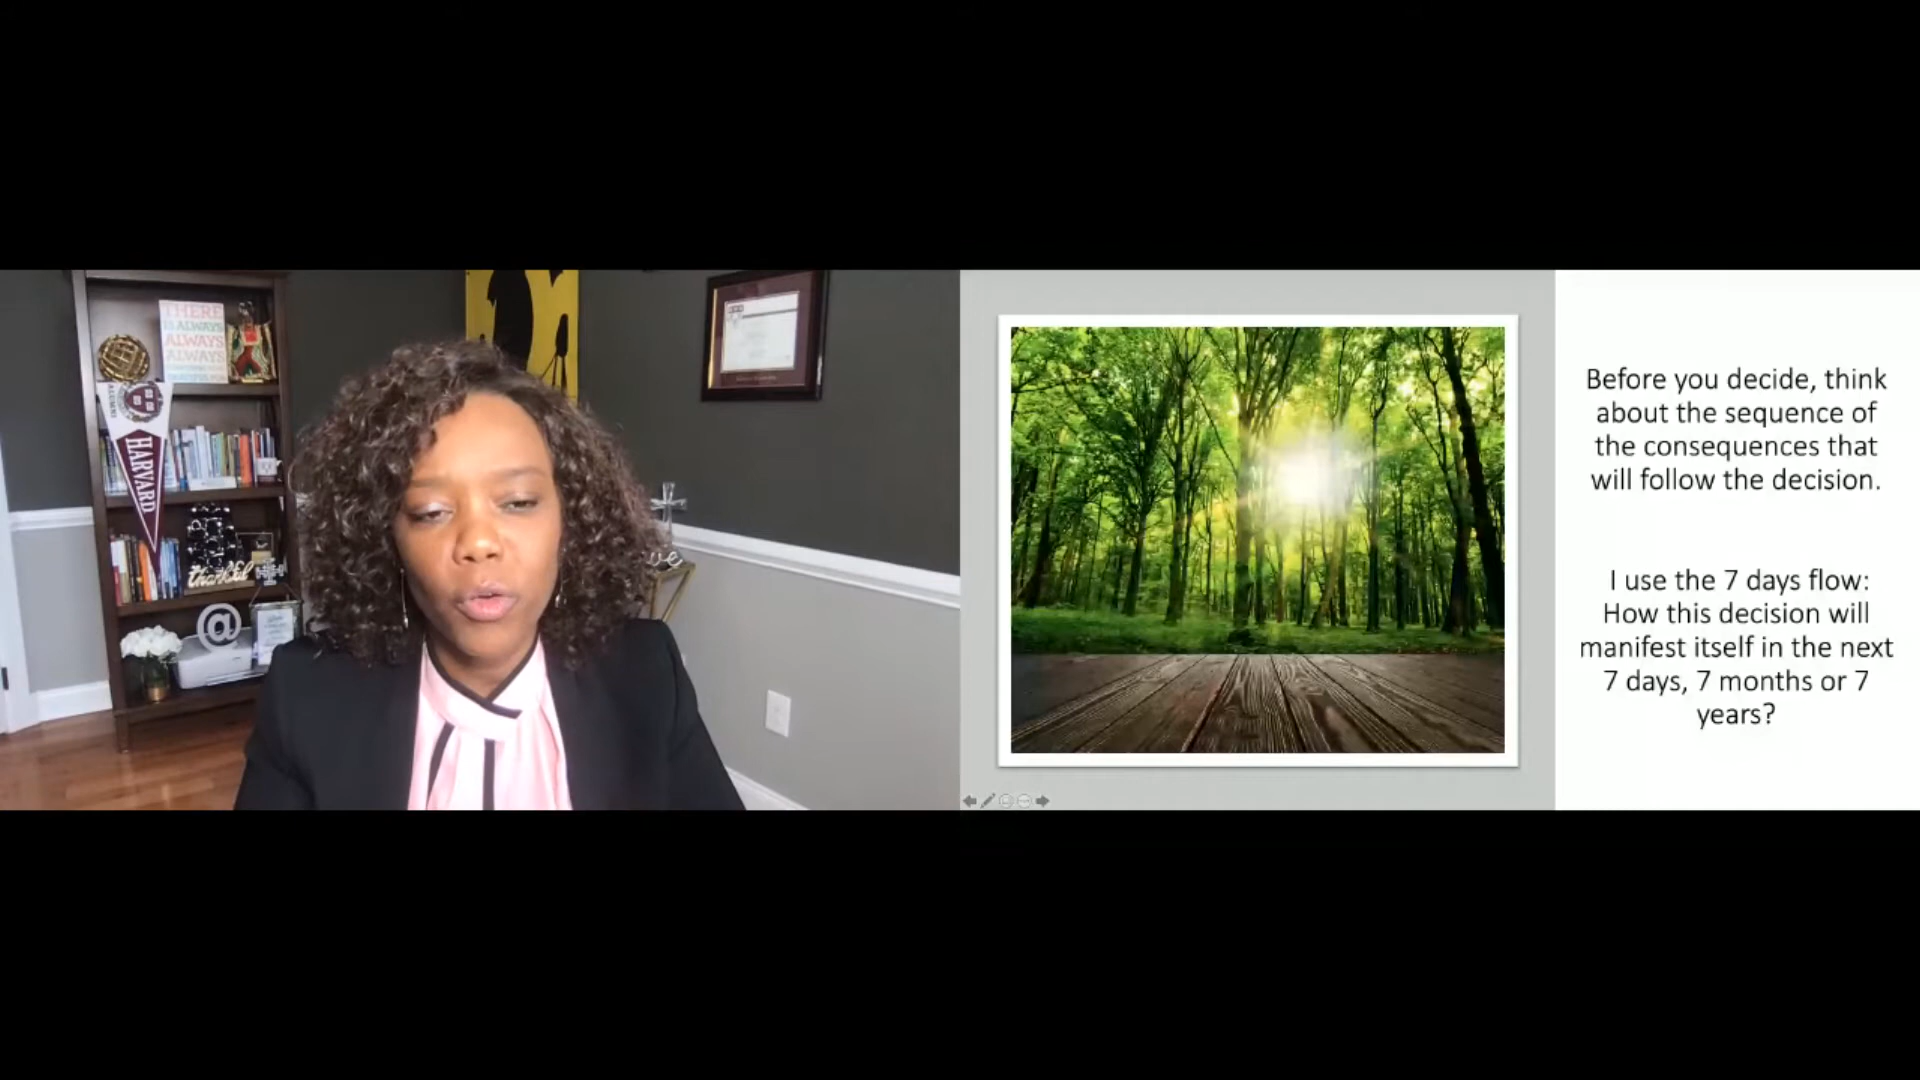 THERE
IS ALWAYS
ALWAYS
ALWAYS
ALUMNI
HARVARD
thankful
@
ve
Before you decide, think
about the sequence of
the consequences that
will follow the decision.
I use the 7 days flow:
How this decision will
manifest itself in the next
7 days, 7 months or 7
years?